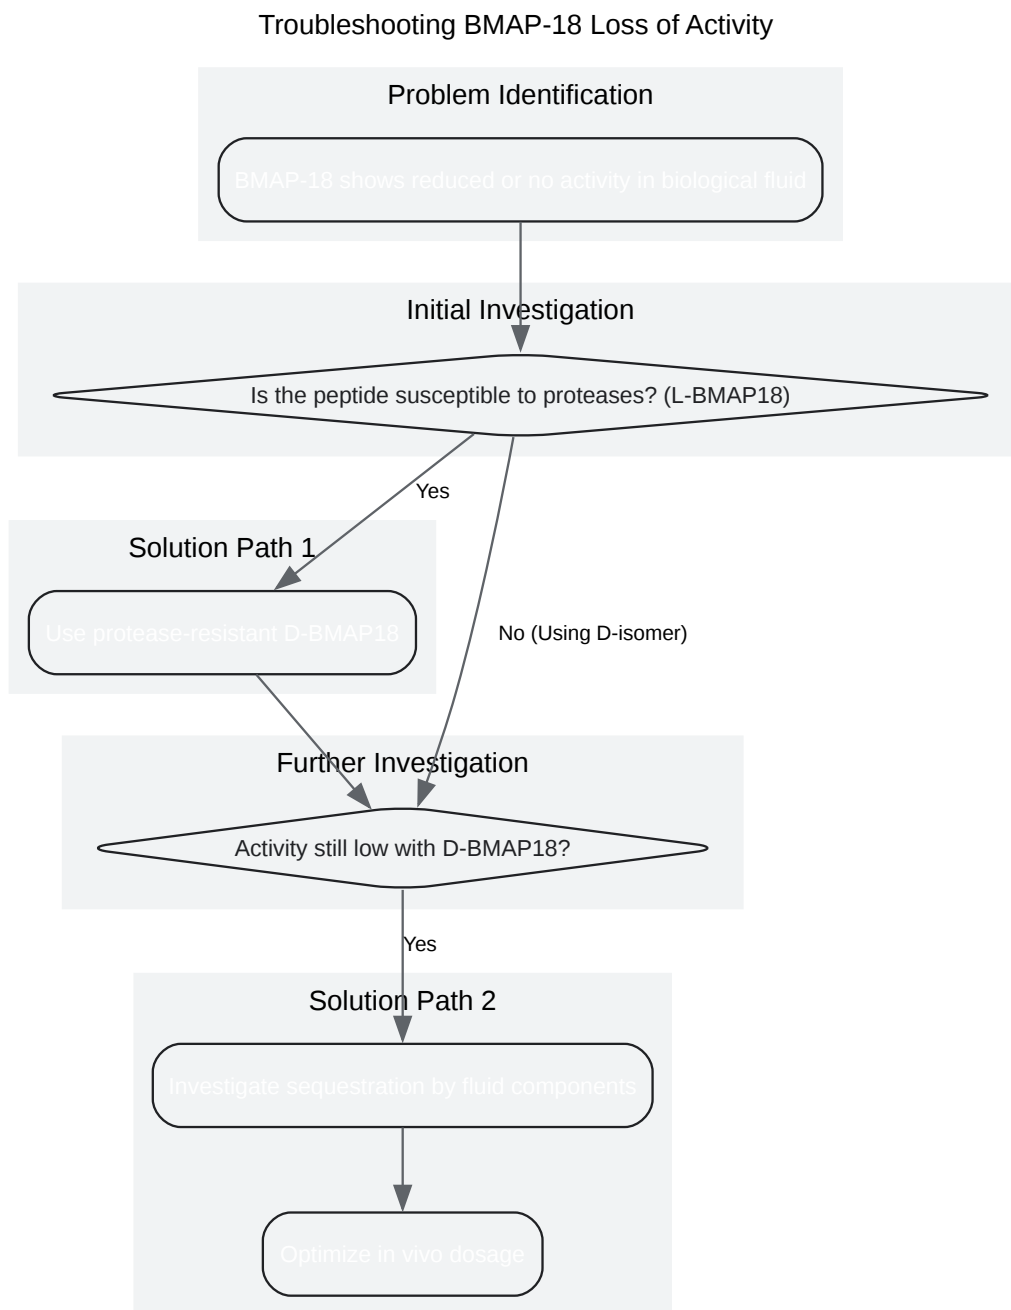 Troubleshooting BMAP-18 Loss of Activity
Problem Identification
BMAP-18 shows reduced or no activity in biological fluid
Initial Investigation
Is the peptide susceptible to proteases? (L-BMAP18)
Yes
Solution Path 1
Use protease-resistant D-BMAP18
No (Using D-isomer)
Further Investigation
Activity still low with D-BMAP18?
Yes
Solution Path 2
Investigate sequestration by fluid components
Optimize in vivo dosage